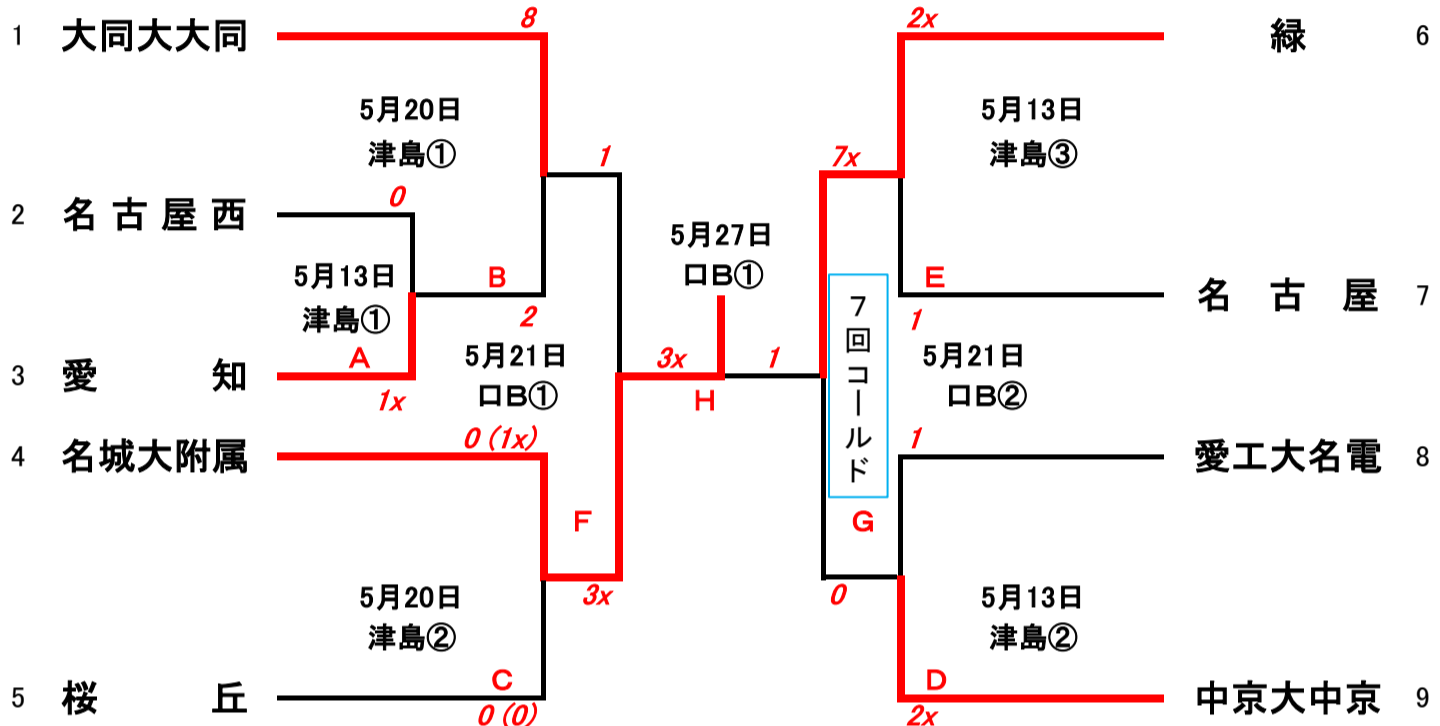 1 大同大大同 8
5月20日
津島①
1
2 名古屋西 0
5月13日
津島①
B
2
3 愛知 A
1x
5月21日
口B①
4 名城大附属 0 (1x)
F
3x
5月20日
津島②
5 桜丘 C
0 (0)
5月27日
口B①
3x
H
1
2x 緑 6
5月13日
津島③
7x
E
1
名古屋 7
7回コールド
5月21日
口B②
1
愛工大名電 8
G
0
5月13日
津島②
D
2x
中京大中京 9